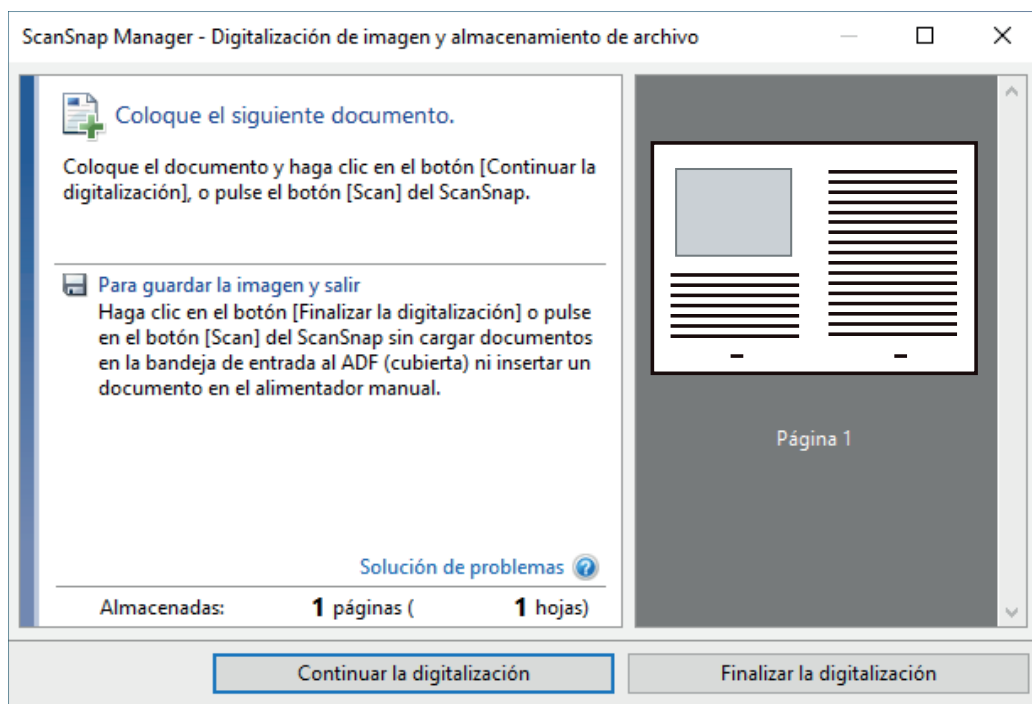 ScanSnap Manager - Digitalización de imagen y almacenamiento de archivo
Coloque el siguiente documento.
Coloque el documento y haga clic en el botón [Continuar la
digitalización], o pulse el botón [Scan] del ScanSnap.
Para guardar la imagen y salir
Haga clic en el botón [Finalizar la digitalización] o pulse
en el botón [Scan] del ScanSnap sin cargar documentos
en la bandeja de entrada al ADF (cubierta) ni insertar un
documento en el alimentador manual.
Solución de problemas
Almacenadas: 1 páginas ( 1 hojas)
Página 1
Continuar la digitalización
Finalizar la digitalización